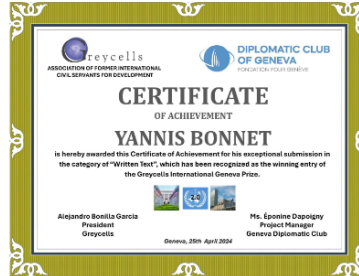 Greycells
ASSOCIATION OF FORMER INTERNATIONAL
CIVIL SERVANTS FOR DEVELOPMENT
DIPLOMATIC CLUB
OF GENEVA
FONDATION POUR GENÈVE
CERTIFICATE
OF ACHIEVEMENT
YANNIS BONNET
is hereby awarded this Certificate of Achievement for his exceptional submission in
the category of "Written Text", which has been recognized as the winning entry of
the Greycells International Geneva Prize.
2.0
Alejandro Bonilla Garcia
President
Greycells
Ms. Éponine Dapoigny
Project Manager
Geneva Diplomatic Club
Geneva, 25th April 2024